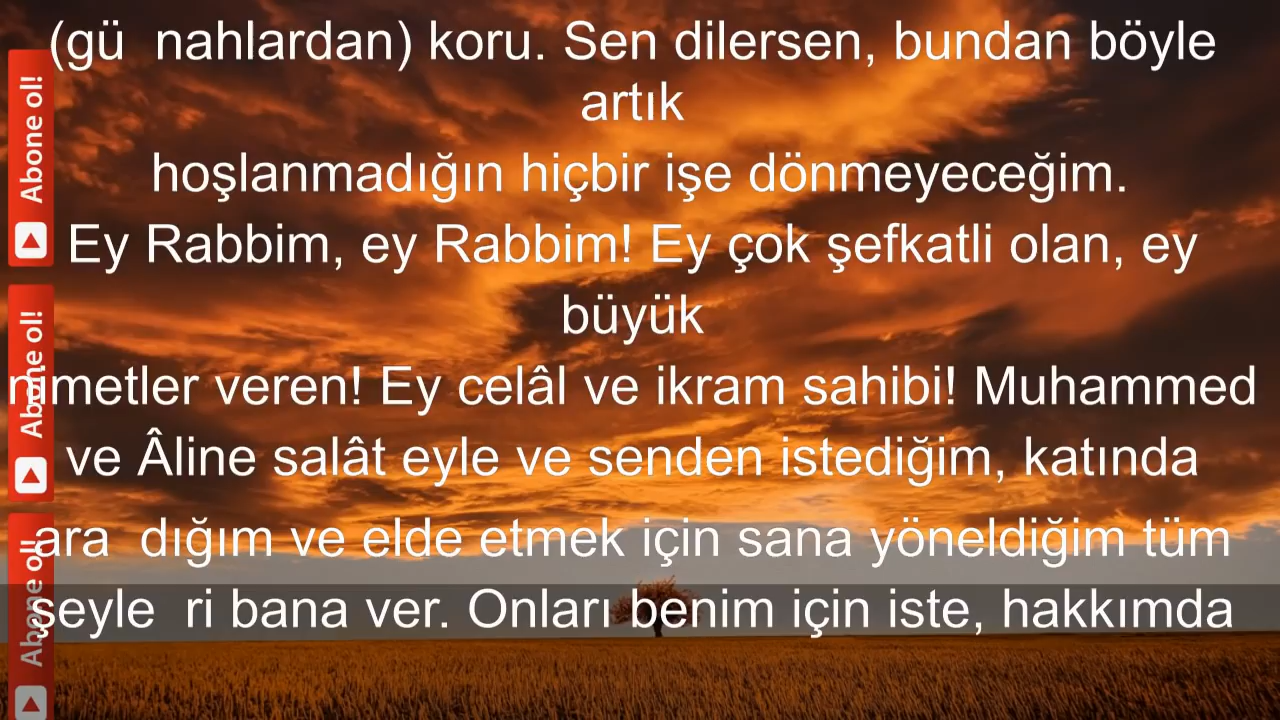 (gü  nahlardan) koru. Sen dilersen, bundan böyle
artık
hoşlanmadığın hiçbir işe dönmeyeceğim.
Ey Rabbim, ey Rabbim! Ey çok şefkatli olan, ey
büyük
nimetler veren! Ey celâl ve ikram sahibi! Muhammed
ve Âline salât eyle ve senden istediğim, katında
ara  dığım ve elde etmek için sana yöneldiğim tüm
şeyle  ri bana ver. Onları benim için iste, hakkımda
Abone ol!
Abone ol!
Abone ol!